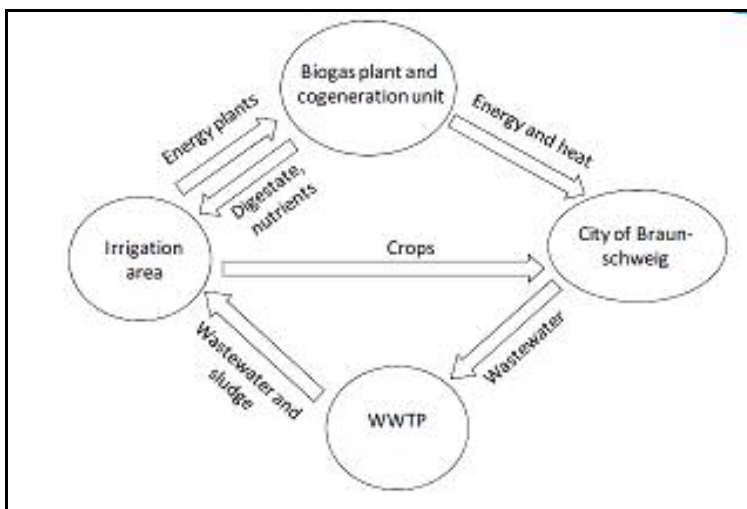 Biogas plant and
cogeneration unit
Energy plants
Digestate,
nutrients
Energy and heat
Irrigation
area
Crops
City of Braun-
schweig
Wastewater and
sludge
Wastewater
WWTP